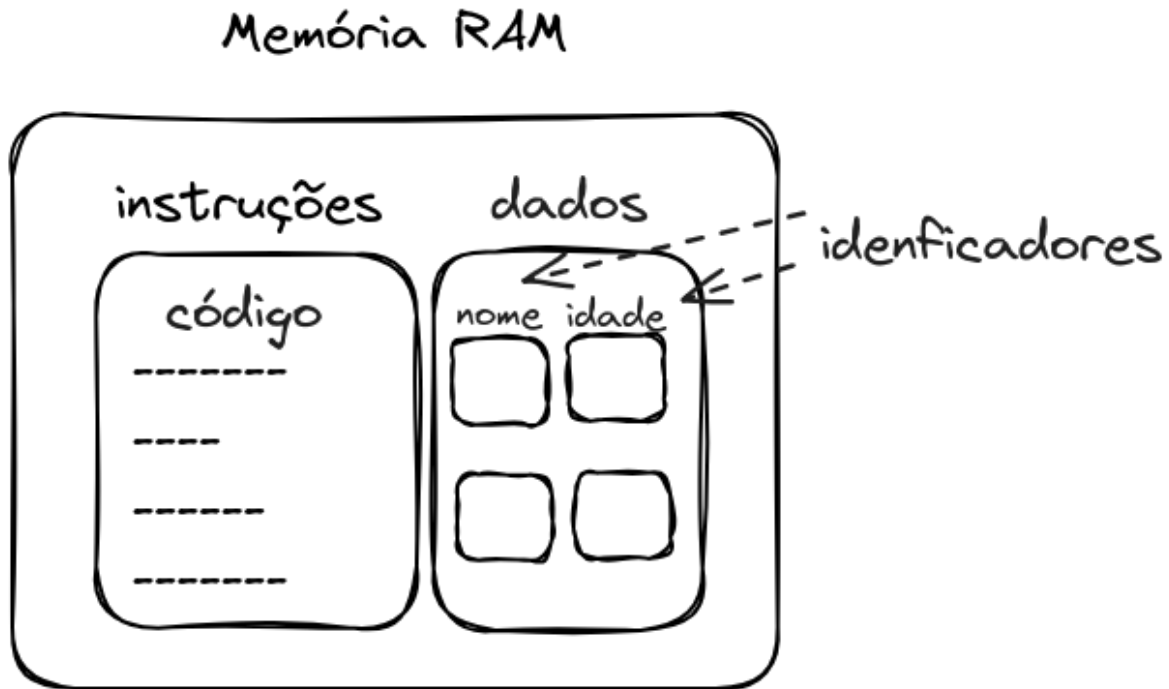 Memória RAM
instruções
dados
idenficadores
código
nome
idade